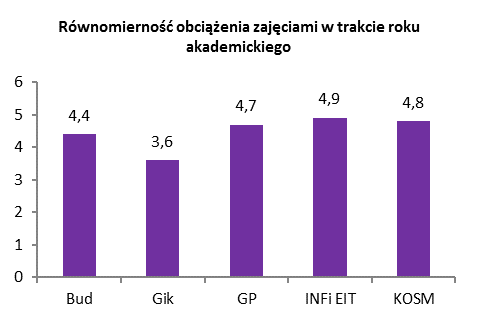 Równomierność obciążenia zajęciami w trakcie roku
akademickiego
6
5
4
3
2
1
0
4,4
3,6
4,7
4,9
4,8
Bud
Gik
GP
INFi EIT
KOSM